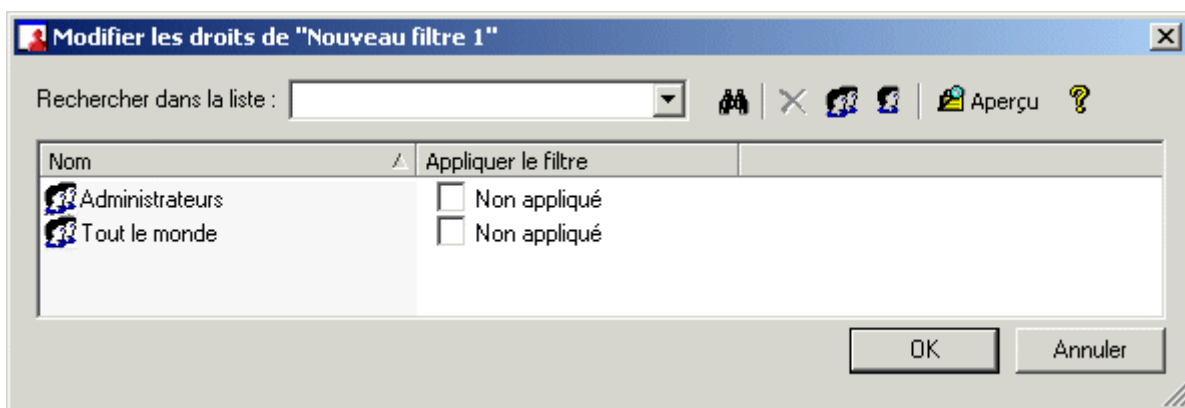 Modifier les droits de "Nouveau filtre 1"
Rechercher dans la liste :
Aperçu
Nom Appliquer le filtre
Administrateurs Non appliqué
Tout le monde Non appliqué
OK Annuler